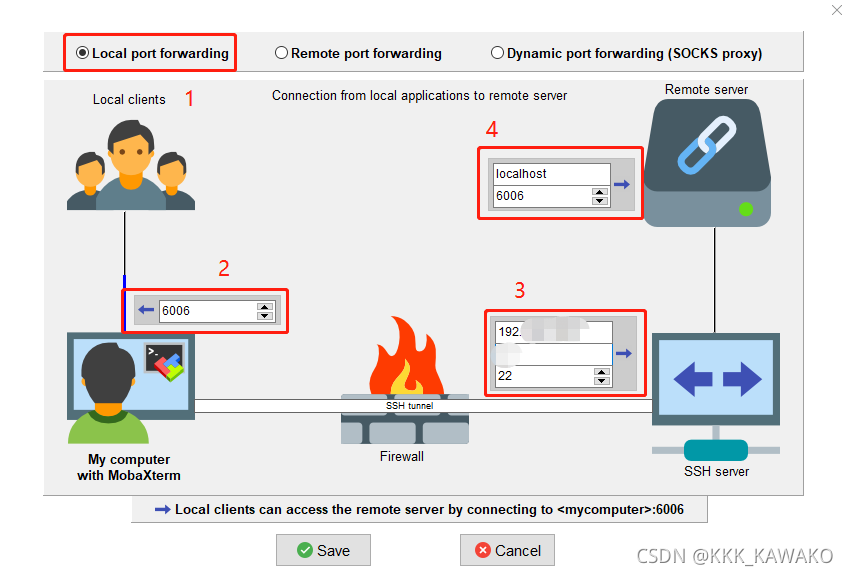 Local port forwarding
Remote port forwarding
Dynamic port forwarding (SOCKS proxy)
Local clients
1
Connection from local applications to remote server
Remote server
4
localhost
6006
2
6006
3
192.
22
>_
SSH tunnel
Firewall
My computer
with MobaXterm
SSH server
Local clients can access the remote server by connecting to <mycomputer>:6006
Save
Cancel
CSDN @KKK_KAWAKO